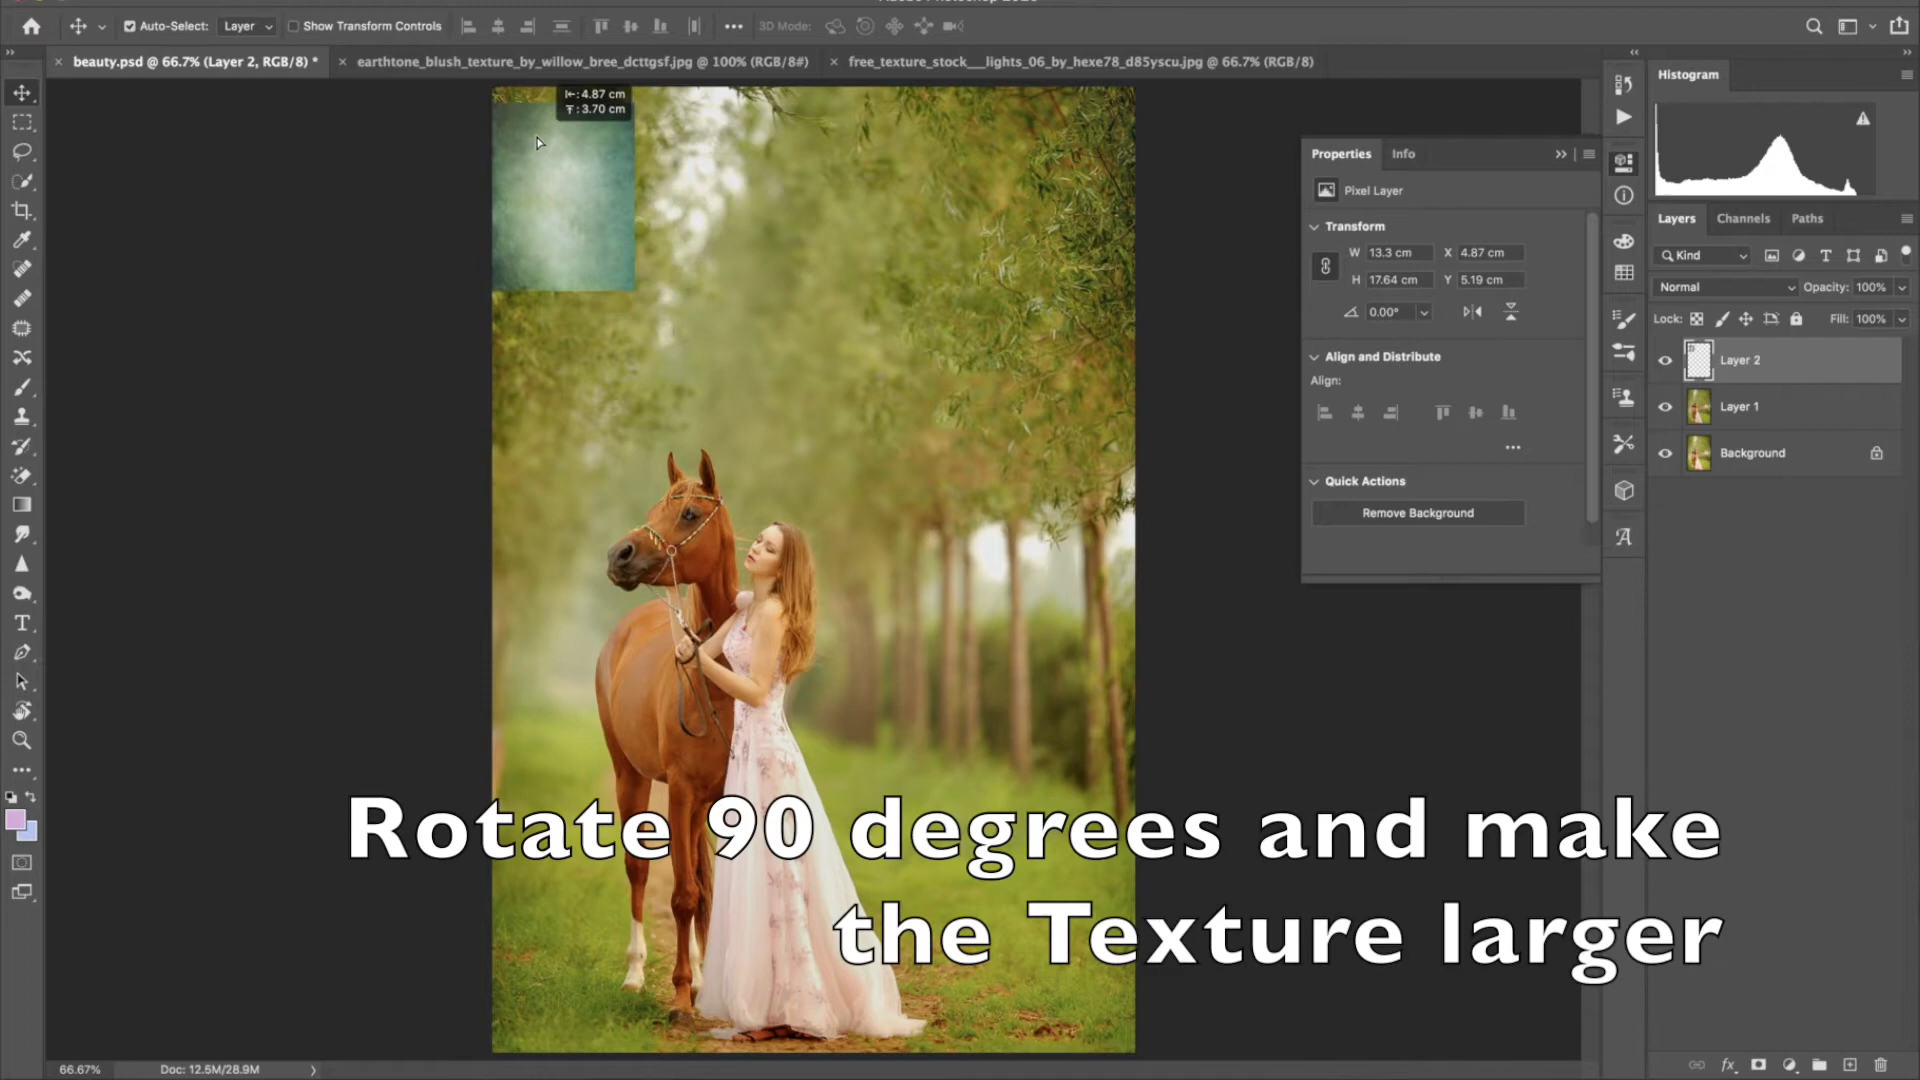 Auto-Select: Layer Show Transform Controls 3D Mode:
beauty.psd @ 66.7% (Layer 2, RGB/8) * earthtone_blush_texture_by_willow_bree_dcttgsf.jpg @ 100% (RGB/8#) free_texture_stock___lights_06_by_hexe78_d85yscu.jpg @ 66.7% (RGB/8)
: 4.87 cm
: 3.70 cm
Properties Info
Pixel Layer
Transform
W 13.3 cm X 4.87 cm
H 17.64 cm Y 5.19 cm
0.00°
Align and Distribute
Align:
Quick Actions
Remove Background
Histogram
Layers Channels Paths
Kind
Normal Opacity: 100%
Lock: Fill: 100%
Layer 2
Layer 1
Background
Rotate 90 degrees and make
the Texture larger
66.67% Doc: 12.5M/28.9M